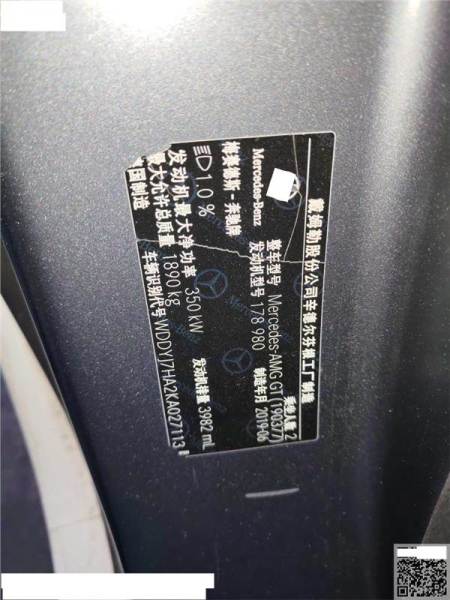 戴姆勒股份公司辛德尔芬根工厂制造
乘坐人数 2
Mercedes-Benz
整车型号 Mercedes-AMG GT (190377)
梅赛德斯-奔驰牌
发动机型号 178 980
制造年月 2019-06
1.0 %
发动机最大净功率 350 kW
发动机排量 3982 mL
最大允许总质量 1890 kg
国制造
车辆识别代号 WDDYJ7HA2KA027113